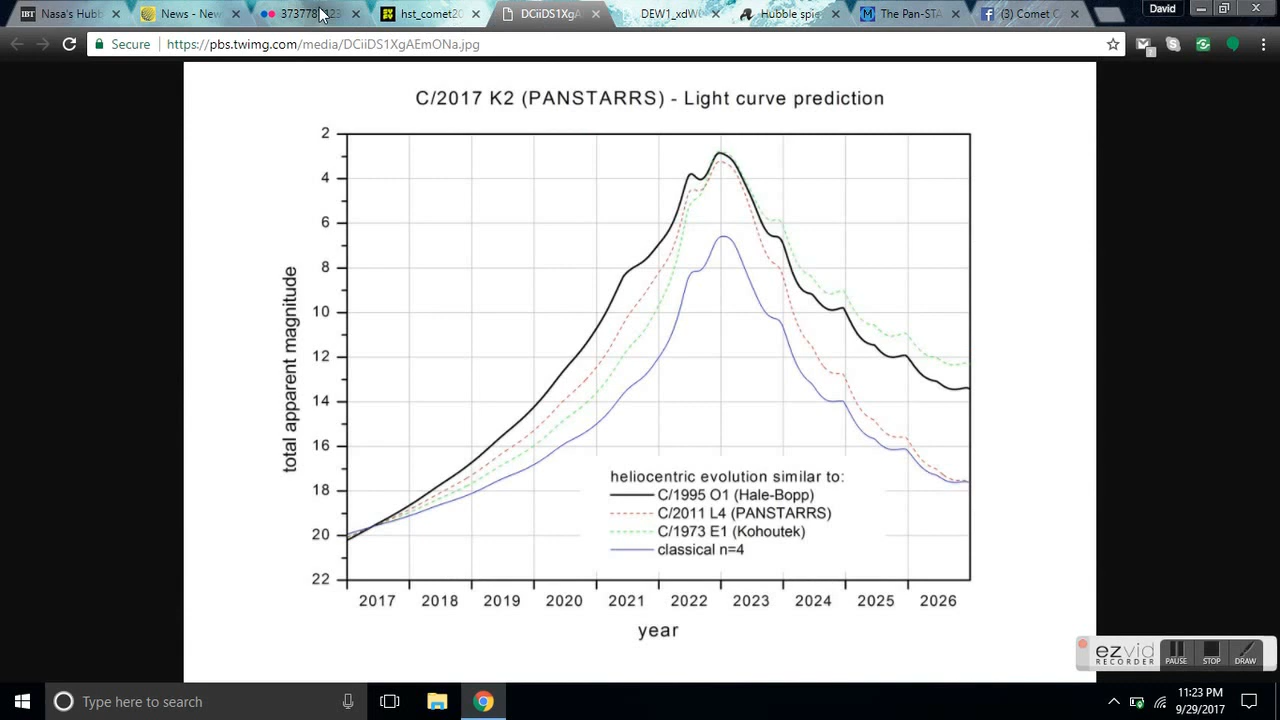 Nasa's Hubb
News - New
37377
hst_comet20
DCiiDS1XgA
DEW1_xdW
Hubble spie
The Pan-STA
(3) Comet C
David
Secure
https://pbs.twimg.com/media/DCiiDS1XgAEmONa.jpg
C/2017 K2 (PANSTARRS) - Light curve prediction
total apparent magnitude
2
4
6
8
10
12
14
16
18
20
22
heliocentric evolution similar to:
C/1995 O1 (Hale-Bopp)
C/2011 L4 (PANSTARRS)
C/1973 E1 (Kohoutek)
classical n=4
2017 2018 2019 2020 2021 2022 2023 2024 2025 2026
year
ezvid
RECORDER
PAUSE STOP DRAW
Type here to search
11:23 PM
9/29/2017